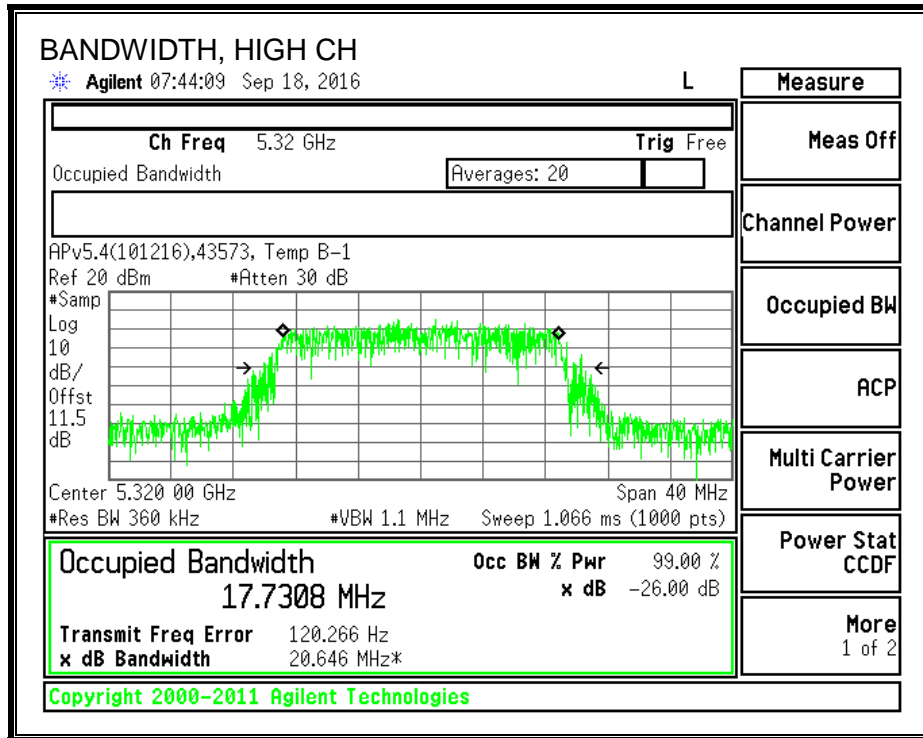 BANDWIDTH, HIGH CH
Agilent 07:44:09 Sep 18, 2016 L
Measure
Ch Freq 5.32 GHz Trig Free
Meas Off
Occupied Bandwidth Averages: 20
Channel Power
APv5.4(101216),43573, Temp B-1
Ref 20 dBm #Atten 30 dB
#Samp
Log
10
dB/
Offst
11.5
dB
Occupied BW
ACP
Center 5.320 00 GHz Span 40 MHz
#Res BW 360 kHz #VBW 1.1 MHz Sweep 1.066 ms (1000 pts)
Multi Carrier
Power
Occupied Bandwidth Occ BW % Pwr 99.00 %
17.7308 MHz x dB -26.00 dB
Power Stat
CCDF
Transmit Freq Error 120.266 Hz
x dB Bandwidth 20.646 MHz*
More
1 of 2
Copyright 2000-2011 Agilent Technologies